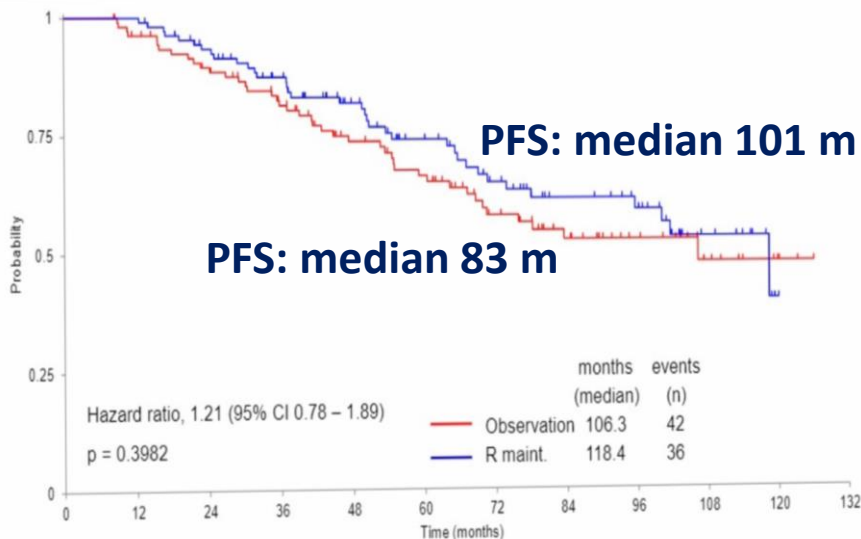 1
0.75
0.5
0.25
0
Probability
PFS: median 101 m
PFS: median 83 m
months events
(median) (n)
Hazard ratio, 1.21 (95% CI 0.78 – 1.89)
Observation 106.3 42
p = 0.3982
R maint. 118.4 36
0 12 24 36 48 60 72 84 96 108 120 132
Time (months)